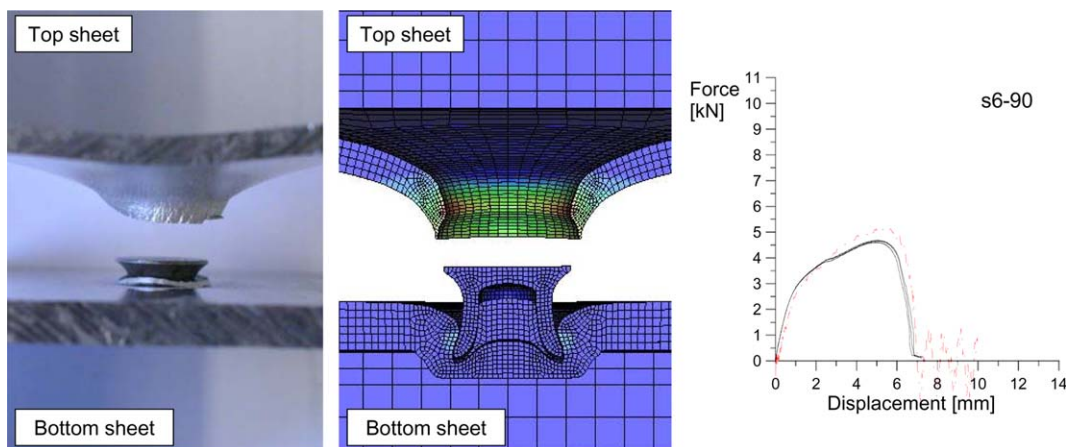 Top sheet
Bottom sheet
Top sheet
Bottom sheet
Force
[kN]
s6-90
11
10
9
8
7
6
5
4
3
2
1
0
0 2 4 6 8 10 12 14
Displacement [mm]